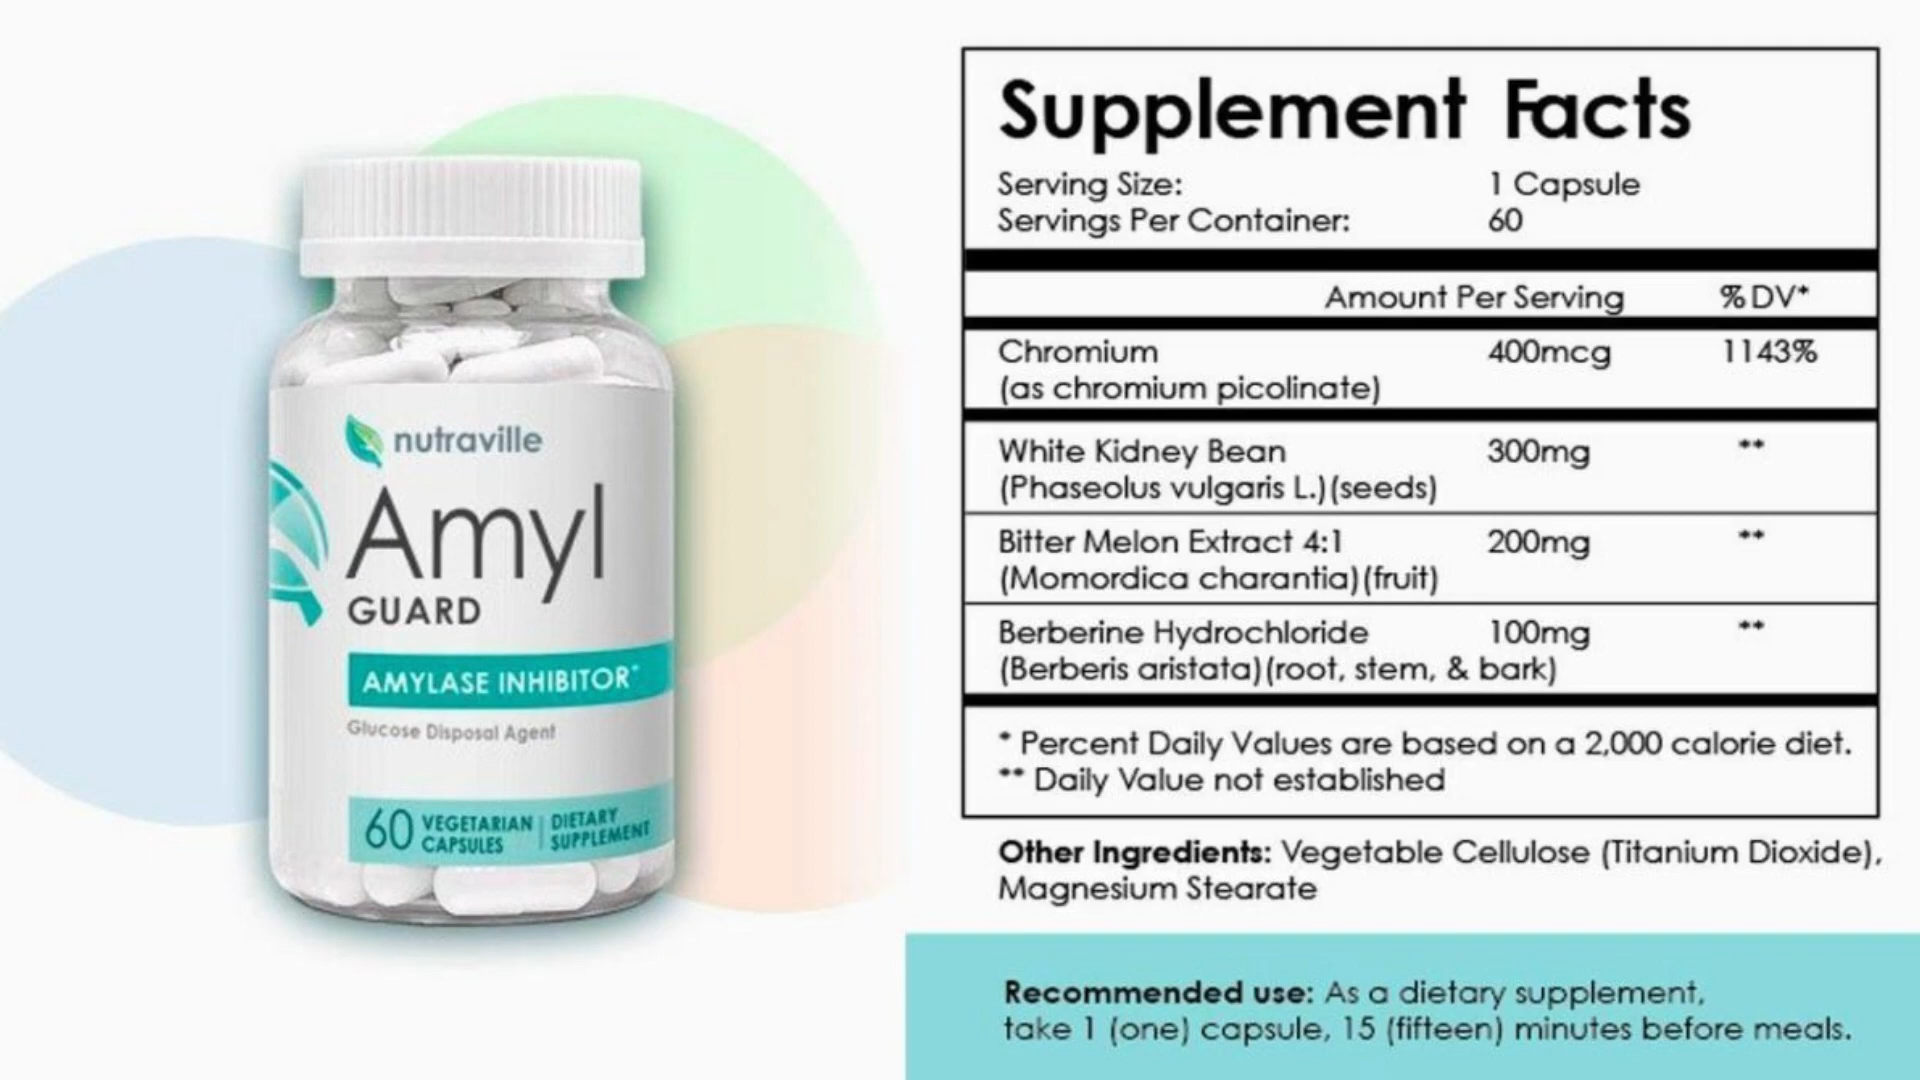 nutraville
Amyl
GUARD
AMYLASE INHIBITOR*
Glucose Disposal Agent
60 VEGETARIAN CAPSULES | DIETARY SUPPLEMENT
Supplement Facts
Serving Size: 1 Capsule
Servings Per Container: 60
Amount Per Serving %DV*
Chromium 400mcg 1143%
(as chromium picolinate)
White Kidney Bean 300mg **
(Phaseolus vulgaris L.)(seeds)
Bitter Melon Extract 4:1 200mg **
(Momordica charantia)(fruit)
Berberine Hydrochloride 100mg **
(Berberis aristata)(root, stem, & bark)
* Percent Daily Values are based on a 2,000 calorie diet.
** Daily Value not established
Other Ingredients: Vegetable Cellulose (Titanium Dioxide),
Magnesium Stearate
Recommended use: As a dietary supplement,
take 1 (one) capsule, 15 (fifteen) minutes before meals.